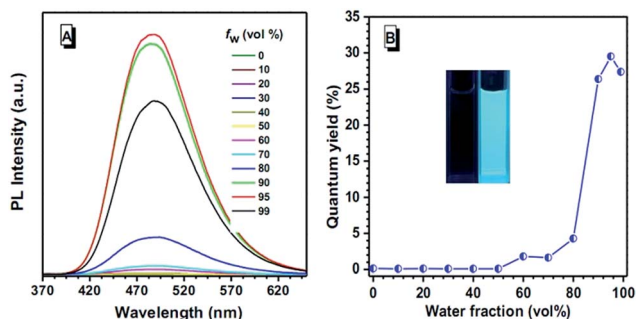 A
fw (vol %)
0
10
20
30
40
50
60
70
80
90
95
99
PL Intensity (a.u.)
370 420 470 520 570 620
Wavelength (nm)
B
35
30
25
20
15
10
5
0
Quantum yield (%)
0 20 40 60 80 100
Water fraction (vol%)